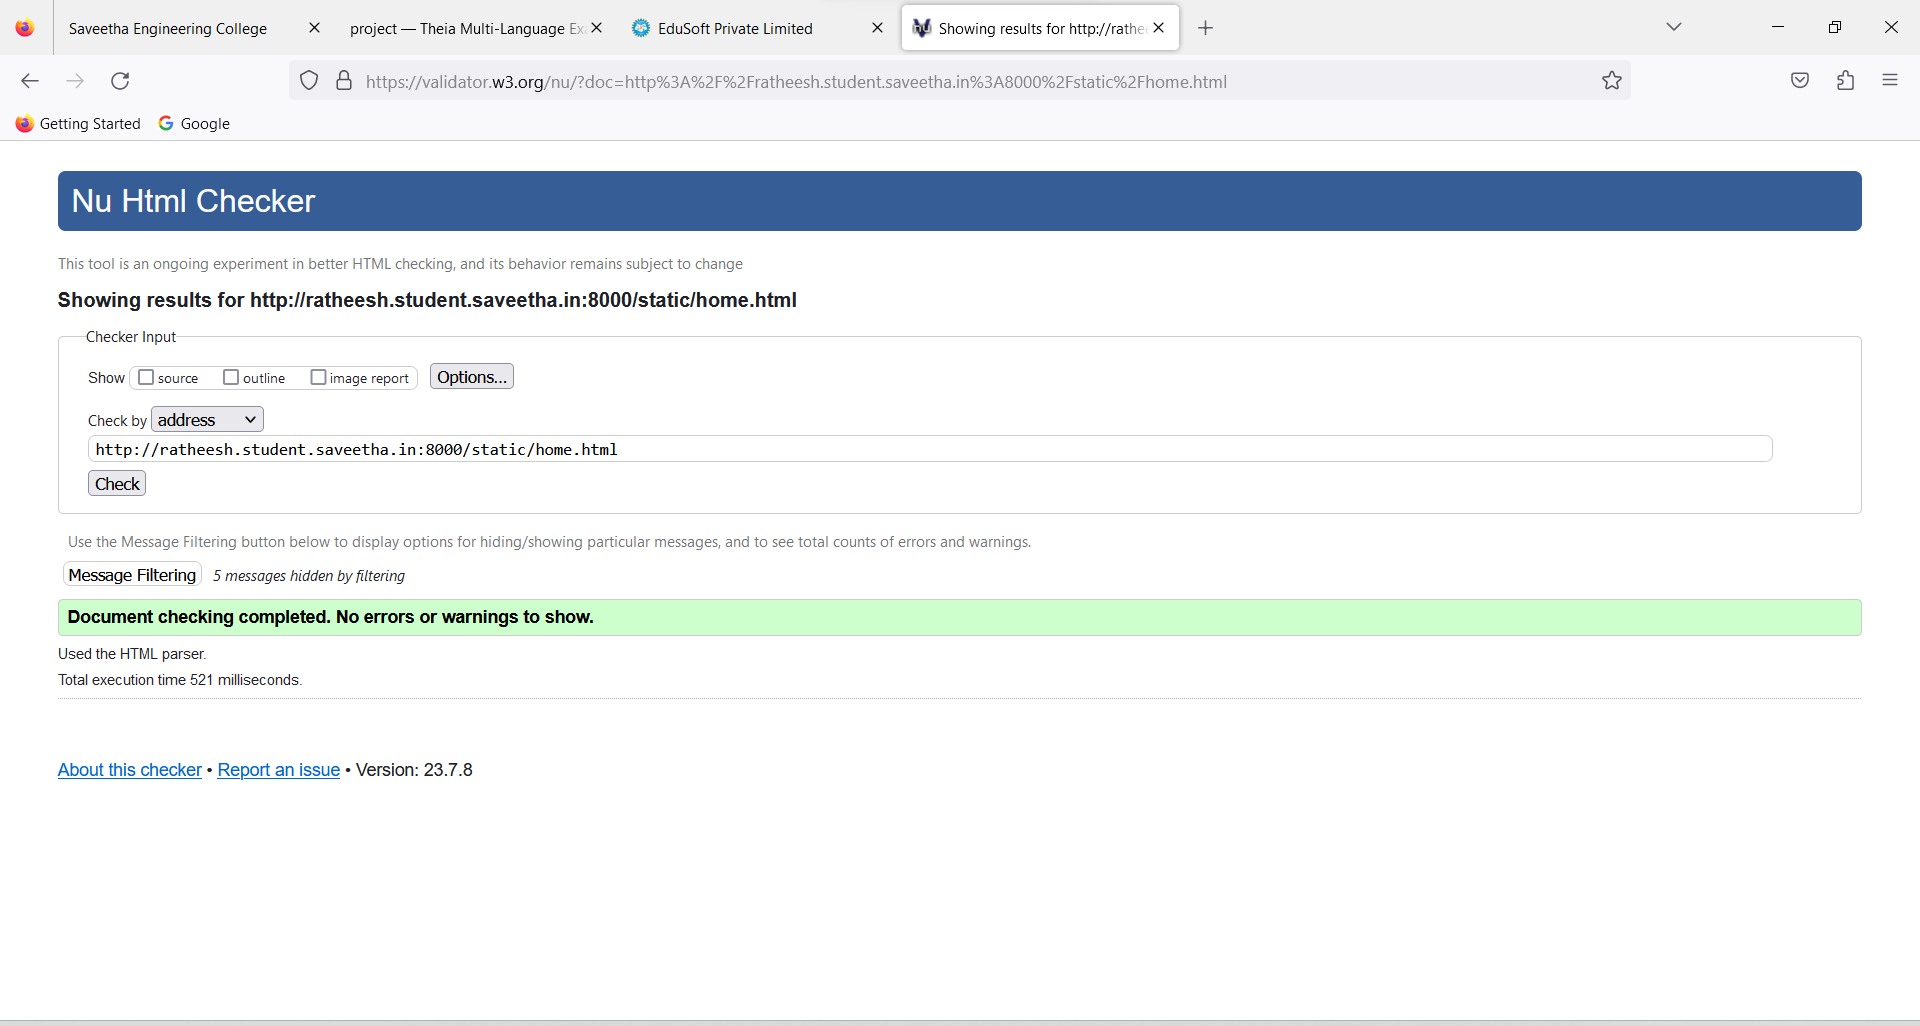 Saveetha Engineering College
project — Theia Multi-Language Ex
EduSoft Private Limited
Showing results for http://rathe
https://validator.w3.org/nu/?doc=http%3A%2F%2Fratheesh.student.saveetha.in%3A8000%2Fstatic%2Fhome.html
Getting Started
Google
Nu Html Checker
This tool is an ongoing experiment in better HTML checking, and its behavior remains subject to change
Showing results for http://ratheesh.student.saveetha.in:8000/static/home.html
Checker Input
Show source outline image report Options...
Check by address
http://ratheesh.student.saveetha.in:8000/static/home.html
Check
Use the Message Filtering button below to display options for hiding/showing particular messages, and to see total counts of errors and warnings.
Message Filtering 5 messages hidden by filtering
Document checking completed. No errors or warnings to show.
Used the HTML parser.
Total execution time 521 milliseconds.
About this checker • Report an issue • Version: 23.7.8